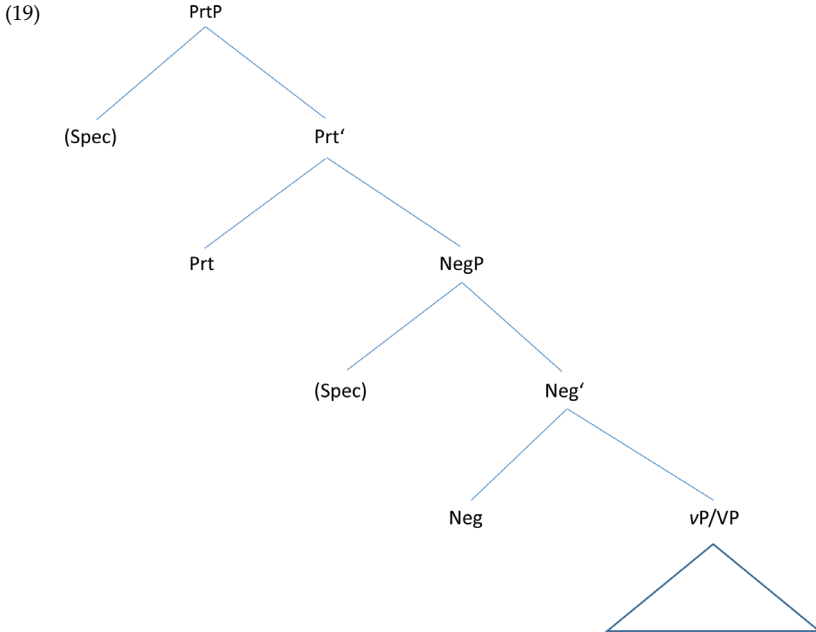 (19)
PrtP
(Spec)
Prt‘
Prt
NegP
(Spec)
Neg‘
Neg
vP/VP